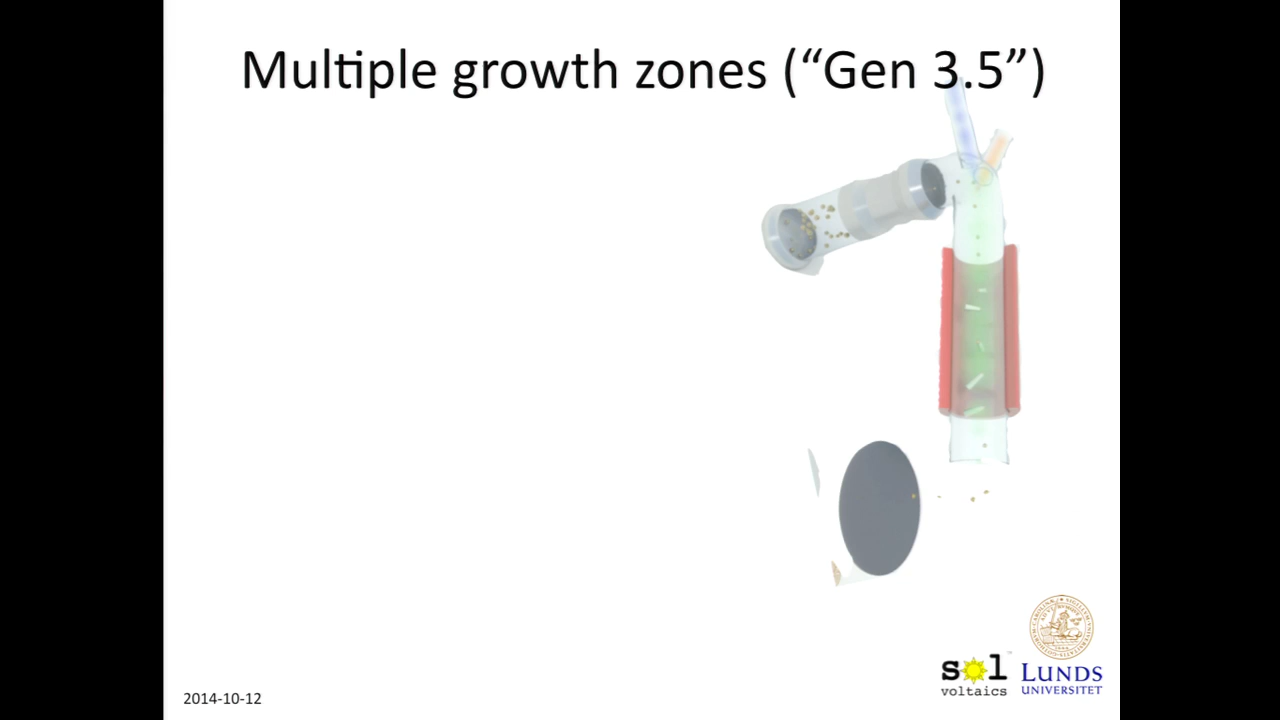 Multiple growth zones (“Gen 3.5”)
sol
voltaics
LUNDS
UNIVERSITET
2014-10-12